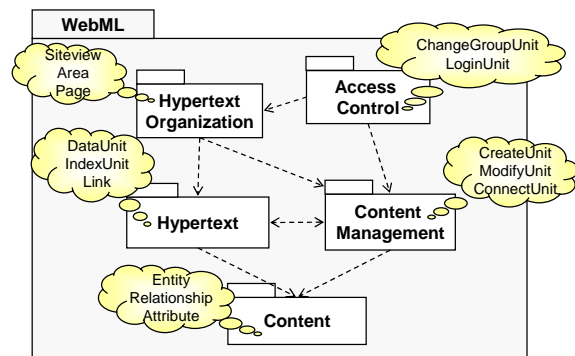 WebML
Siteview
Area
Page
ChangeGroupUnit
LoginUnit
Hypertext
Organization
Access
Control
DataUnit
IndexUnit
Link
CreateUnit
ModifyUnit
ConnectUnit
Hypertext
Content
Management
Entity
Relationship
Attribute
Content